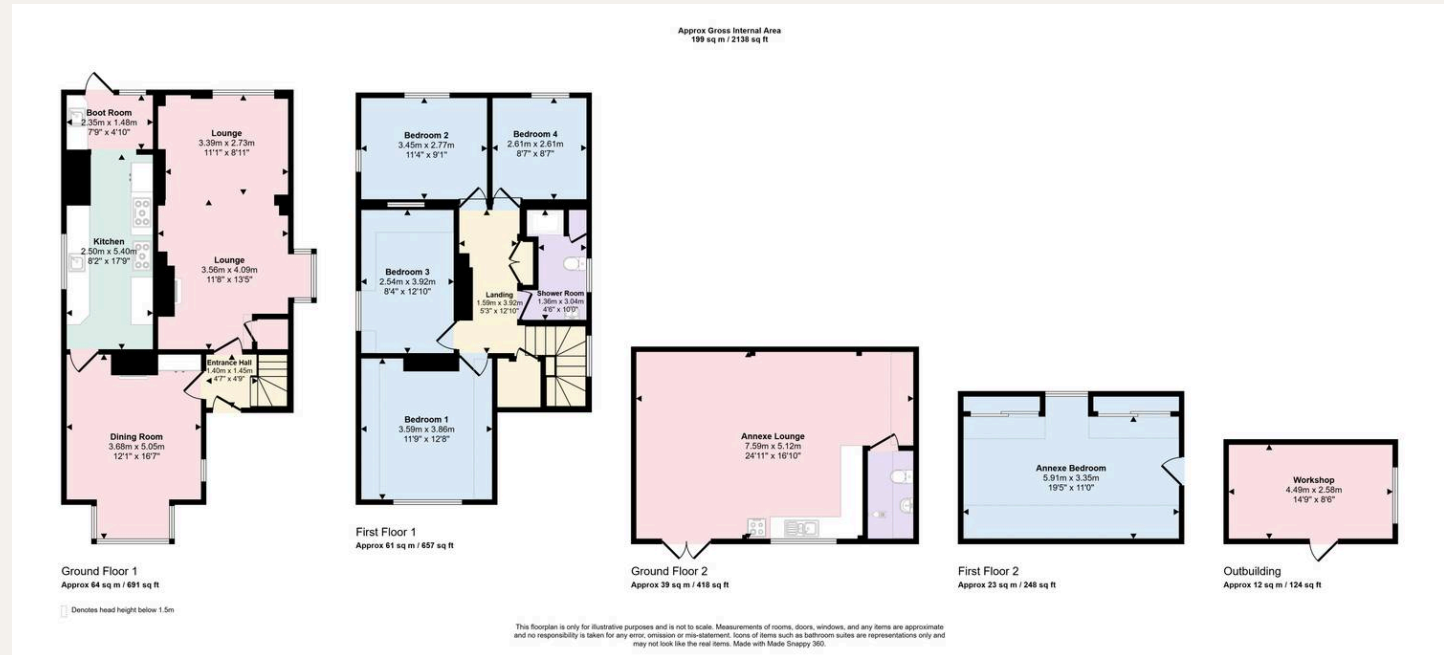 Approx Gross Internal Area
199 sq m / 2138 sq ft
Boot Room
2.35m x 1.48m
7'9" x 4'10"
Lounge
3.39m x 2.73m
11'1" x 8'11"
Kitchen
2.50m x 5.40m
8'2" x 17'9"
Lounge
3.56m x 4.09m
11'8" x 13'5"
Entrance Hall
1.40m x 1.45m
4'7" x 4'9"
Dining Room
3.68m x 5.05m
12'1" x 16'7"
Ground Floor 1
Approx 64 sq m / 691 sq ft
Denotes head height below 1.5m
Bedroom 2
3.45m x 2.77m
11'4" x 9'1"
Bedroom 4
2.61m x 2.61m
8'7" x 8'7"
Bedroom 3
2.54m x 3.92m
8'4" x 12'10"
Landing
1.59m x 3.92m
5'3" x 12'10"
Shower Room
1.36m x 3.04m
4'6" x 10'0"
Bedroom 1
3.59m x 3.86m
11'9" x 12'8"
First Floor 1
Approx 61 sq m / 657 sq ft
Annexe Lounge
7.59m x 5.12m
24'11" x 16'10"
Ground Floor 2
Approx 39 sq m / 418 sq ft
Annexe Bedroom
5.91m x 3.35m
19'5" x 11'0"
First Floor 2
Approx 23 sq m / 248 sq ft
Workshop
4.49m x 2.58m
14'9" x 8'6"
Outbuilding
Approx 12 sq m / 124 sq ft
This floorplan is only for illustrative purposes and is not to scale. Measurements of rooms, doors, windows, and any items are approximate
and no responsibility is taken for any error, omission or mis-statement. Icons of items such as bathroom suites are representations only and
may not look like the real items. Made with Made Snappy 360.